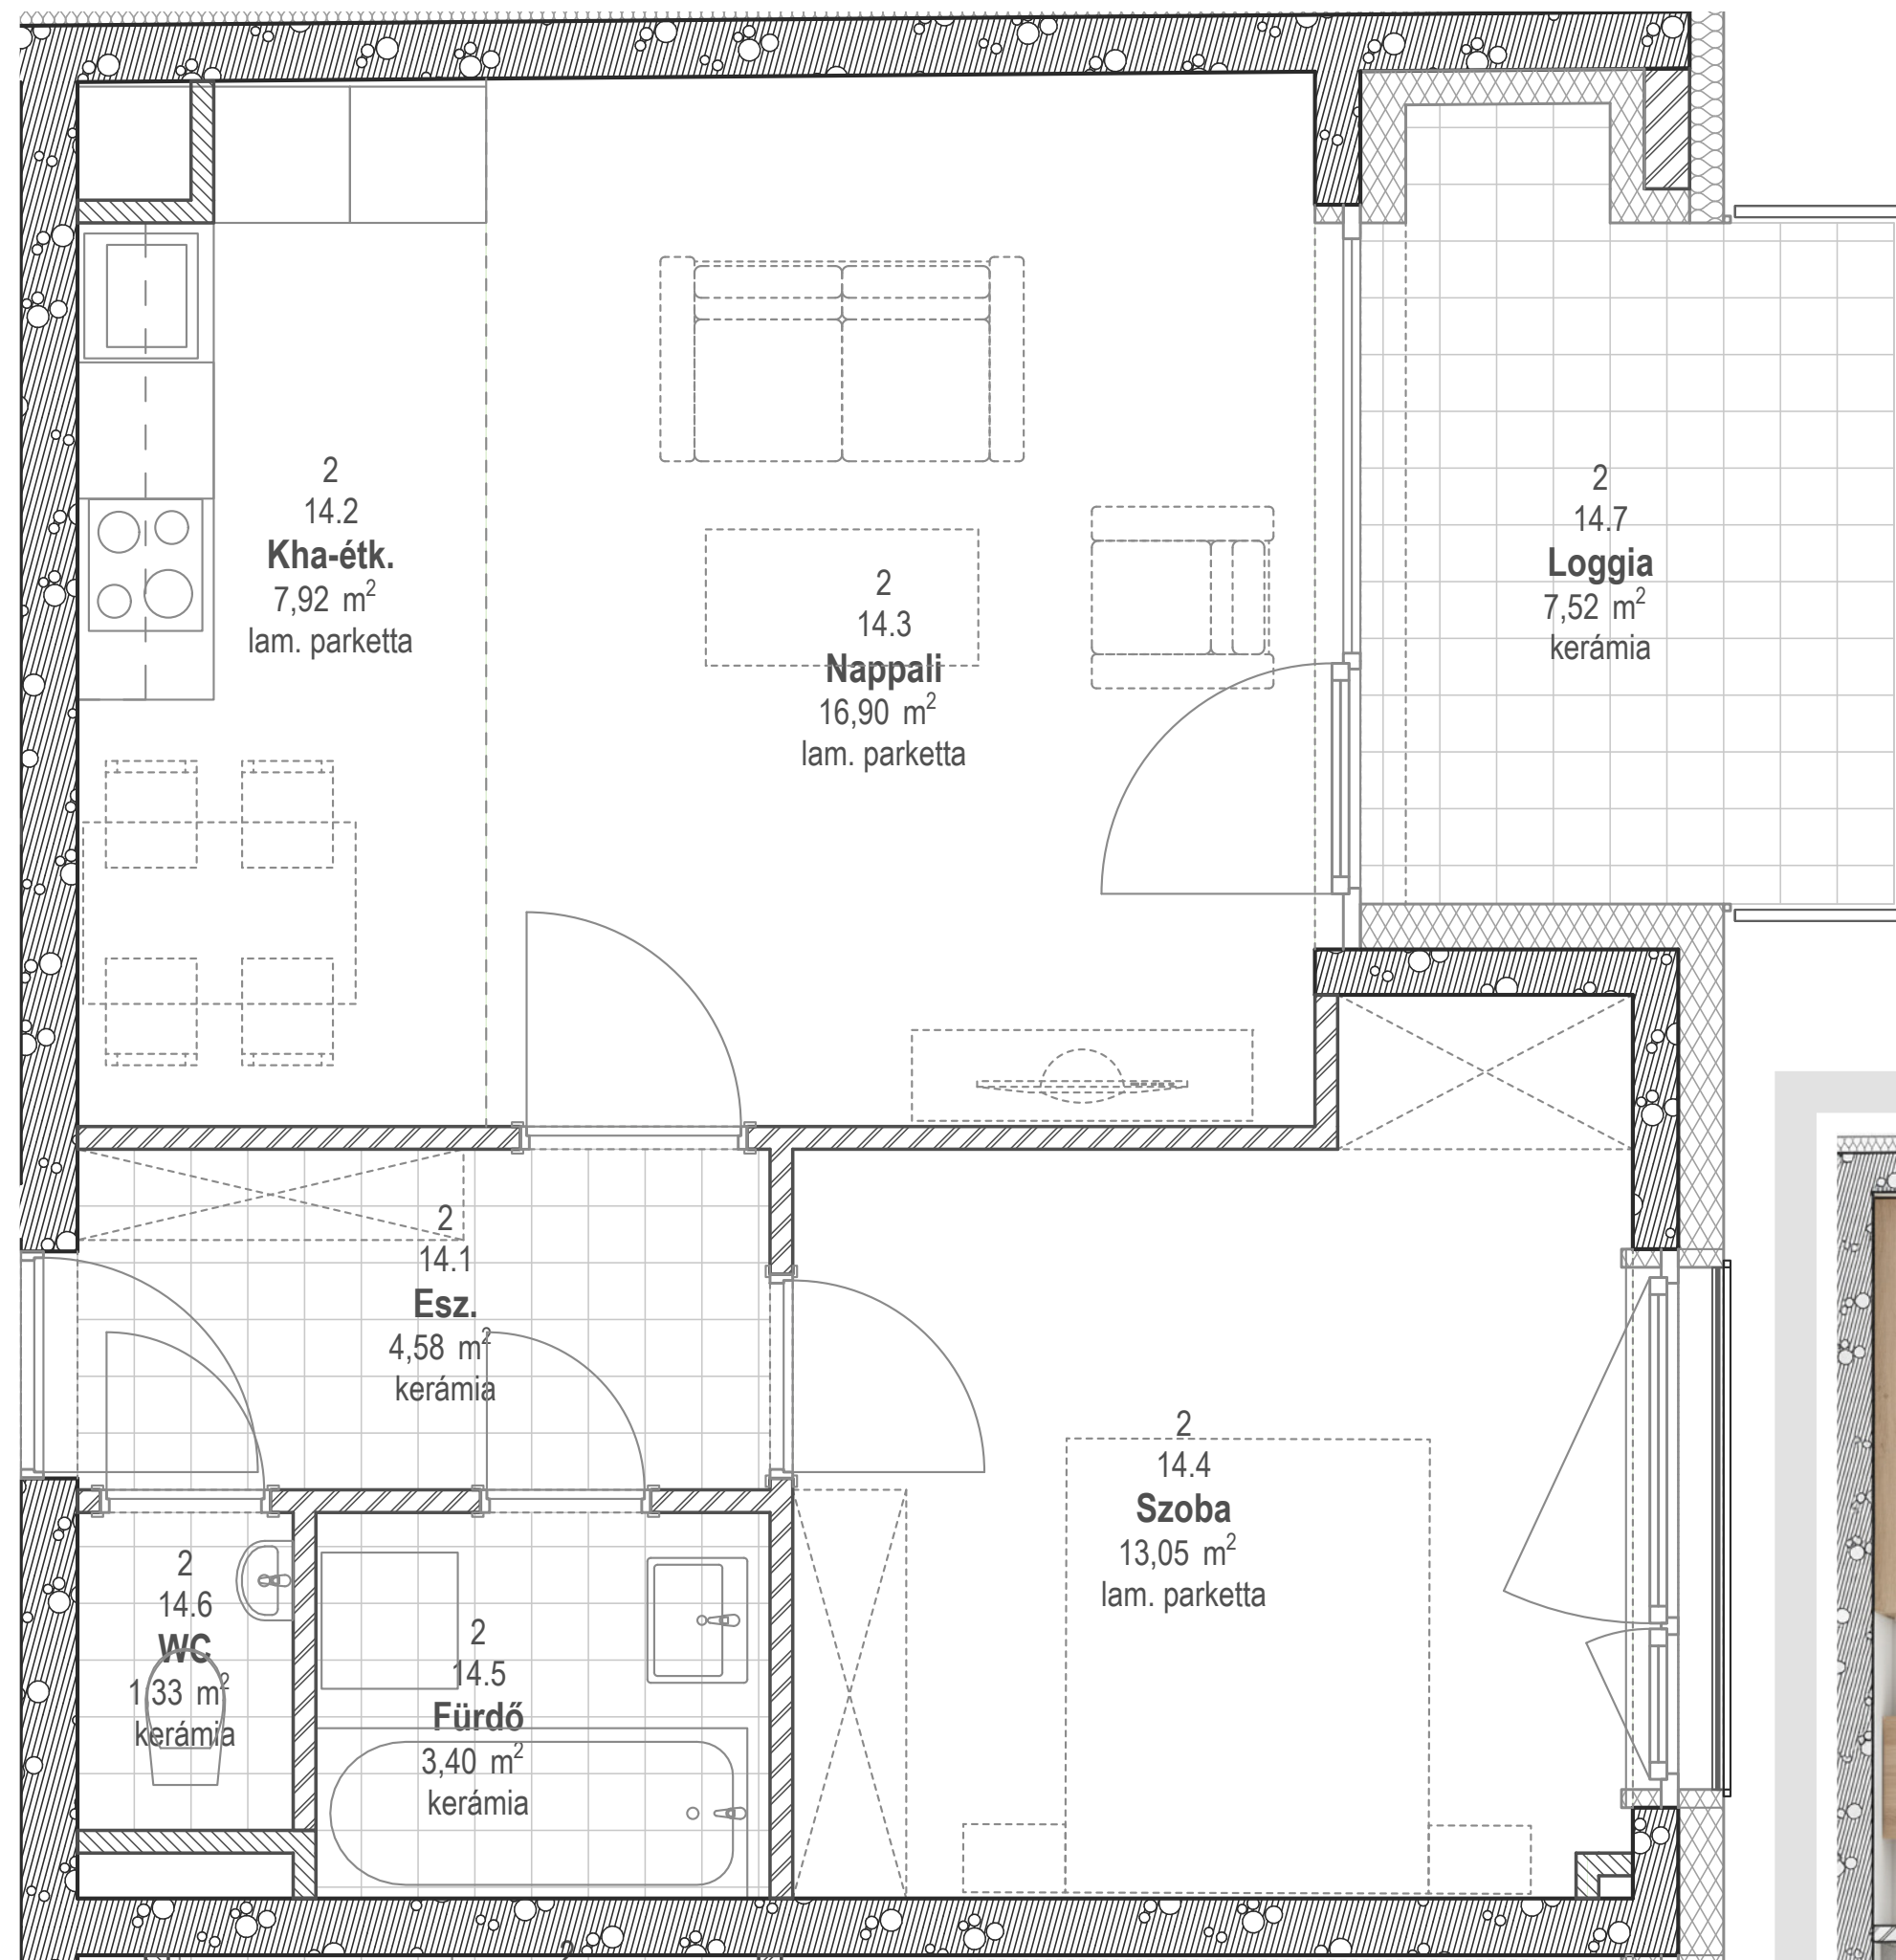 2
14.2
Kha-étk.
7,92 m²
lam. parketta
2
14.3
Nappali
16,90 m²
lam. parketta
2
14.7
Loggia
7,52 m²
kerámia
2
14.1
Esz.
4,58 m²
kerámia
2
14.4
Szoba
13,05 m²
lam. parketta
2
14.6
WC
1,33 m²
kerámia
2
14.5
Fürdő
3,40 m²
kerámia
2